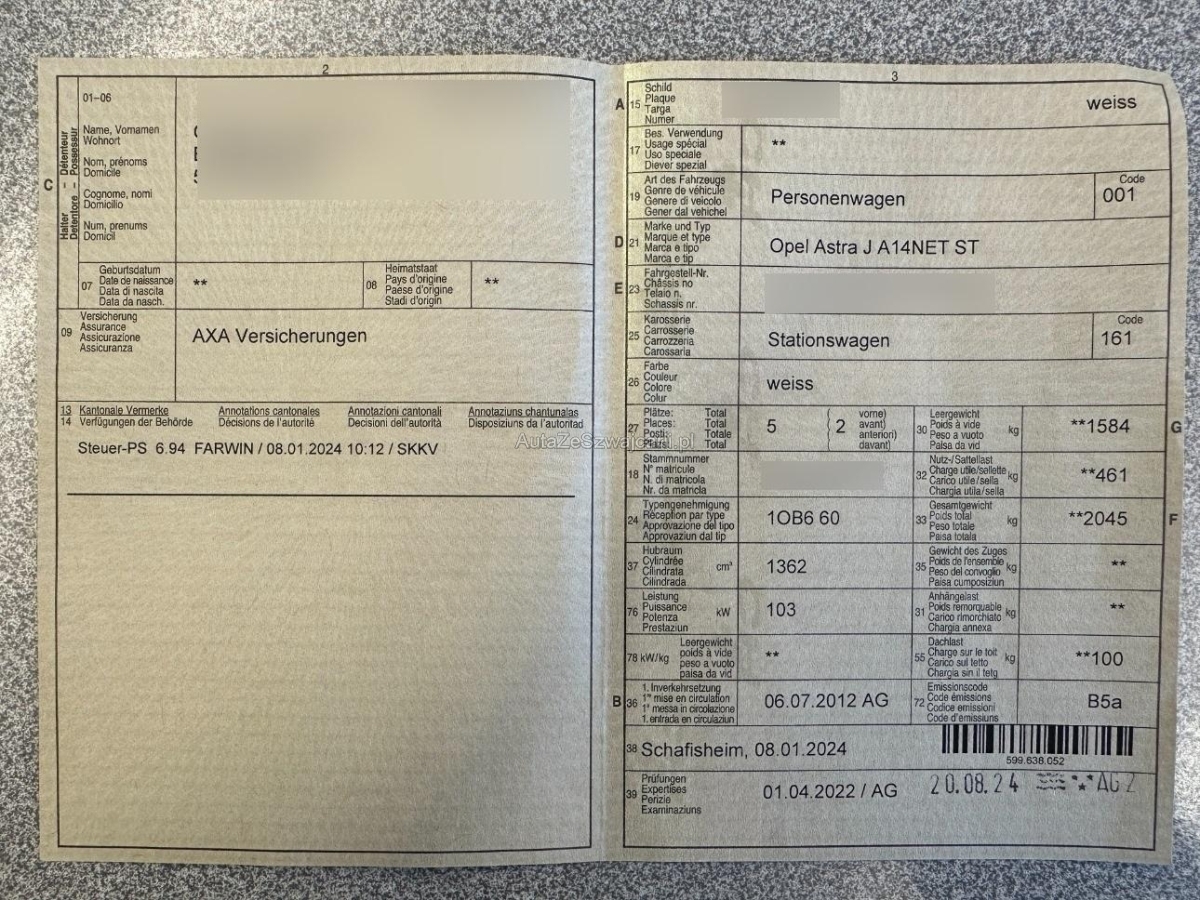 2
01–06
Halter – Détenteur
Detentore – Possessur
Name, Vornamen
Wohnort
Nom, prénoms
Domicile
Cognome, nomi
Domicilio
Num, prenums
Domicil
C
07
Geburtsdatum
Date de naissance
Data di nascita
Data da nasch.
**
08
Heimatstaat
Pays d'origine
Paese d'origine
Stadi d'origin
**
09
Versicherung
Assurance
Assicurazione
Assicuranza
AXA Versicherungen
13 Kantonale Vermerke Annotations cantonales Annotazioni cantonali Annotaziuns chantunalas
14 Verfügungen der Behörde Décisions de l'autorité Decisioni dell'autorità Disposiziuns da l'autoritad
Steuer-PS 6.94 FARWIN / 08.01.2024 10:12 / SKKV
AutaZeSzwajcarii.pl
3
A 15
Schild
Plaque
Targa
Numer
weiss
17
Bes. Verwendung
Usage spécial
Uso speciale
Diever spezial
**
19
Art des Fahrzeugs
Genre de véhicule
Genere di veicolo
Gener dal vehichel
Personenwagen
Code
001
D 21
Marke und Typ
Marque et type
Marca e tipo
Marca e tip
Opel Astra J A14NET ST
E 23
Fahrgestell-Nr.
Châssis no
Telaio n.
Schassis nr.
25
Karosserie
Carrosserie
Carrozzeria
Carossaria
Stationswagen
Code
161
26
Farbe
Couleur
Colore
Colur
weiss
27
Plätze: Total
Places: Total
Posti: Totale
Plazs: Total
5
2
vorne)
avant)
anteriori)
davant)
30
Leergewicht
Poids à vide
Peso a vuoto
Paisa da vid
kg
**1584
G
18
Stammnummer
N° matricule
N. di matricola
Nr. da matricla
32
Nutz-/Sattellast
Charge utile/sellette
Carico utile/sella
Chargia utila/sella
kg
**461
24
Typengenehmigung
Réception par type
Approvazione del tipo
Approvaziun dal tip
1OB6 60
33
Gesamtgewicht
Poids total
Peso totale
Paisa totala
kg
**2045
F
37
Hubraum
Cylindrée
Cilindrata
Cilindrada
cm³
1362
35
Gewicht des Zuges
Poids de l'ensemble
Peso del convoglio
Paisa cumposiziun
kg
**
76
Leistung
Puissance
Potenza
Prestaziun
kW
103
31
Anhängelast
Poids remorquable
Carico rimorchiato
Chargia annexa
kg
**
78 kW/kg
Leergewicht
poids à vide
peso a vuoto
paisa da vid
**
55
Dachlast
Charge sur le toit
Carico sul tetto
Chargia sin il tetg
kg
**100
B 36
1. Inverkehrsetzung
1re mise en circulation
1a messa in circolazione
1. entrada en circulaziun
06.07.2012 AG
72
Emissionscode
Code émissions
Codice emissioni
Code d'emissiuns
B5a
38 Schafisheim, 08.01.2024
599.638.052
39
Prüfungen
Expertises
Perizie
Examinaziuns
01.04.2022 / AG
20.08.24
AG 2